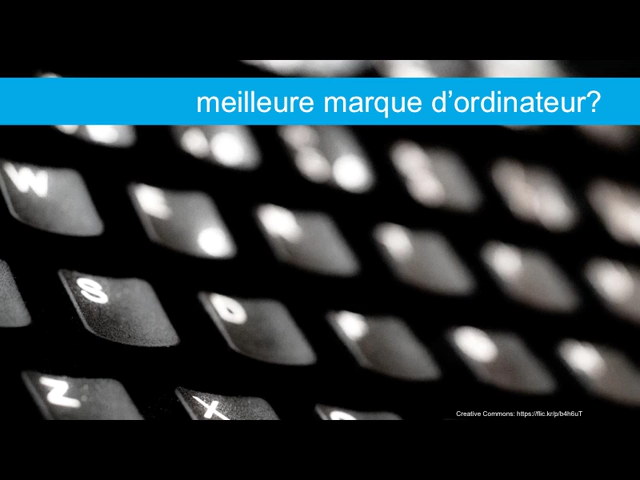 meilleure marque d'ordinateur?
W
S
D
Z
X
Creative Commons: https://flic.kr/p/b4h6uT